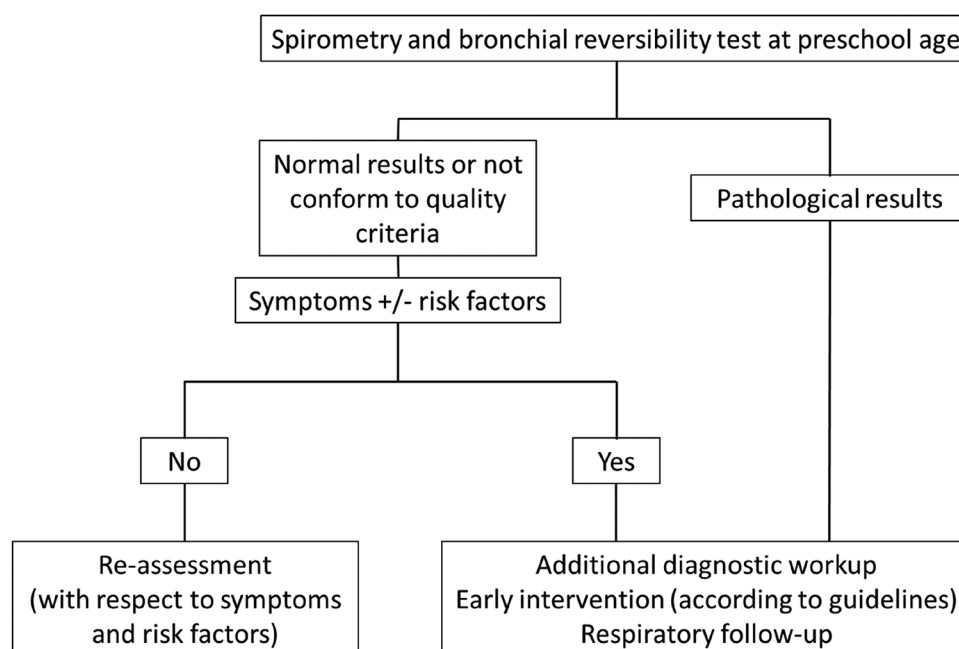 Spirometry and bronchial reversibility test at preschool age
Normal results or not
conform to quality
criteria
Pathological results
Symptoms +/- risk factors
No
Yes
Re-assessment
(with respect to symptoms
and risk factors)
Additional diagnostic workup
Early intervention (according to guidelines)
Respiratory follow-up